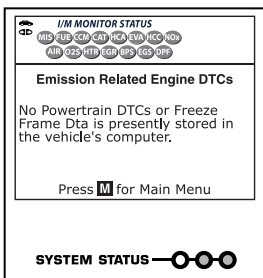 I/M MONITOR STATUS
MIS FUE CCM CAT HCA EVA HCC NOx
AIR O2S HTR EGR BPS EGS DPF
Emission Related Engine DTCs
No Powertrain DTCs or Freeze
Frame Dta is presently stored in
the vehicle's computer.
Press M for Main Menu
SYSTEM STATUS